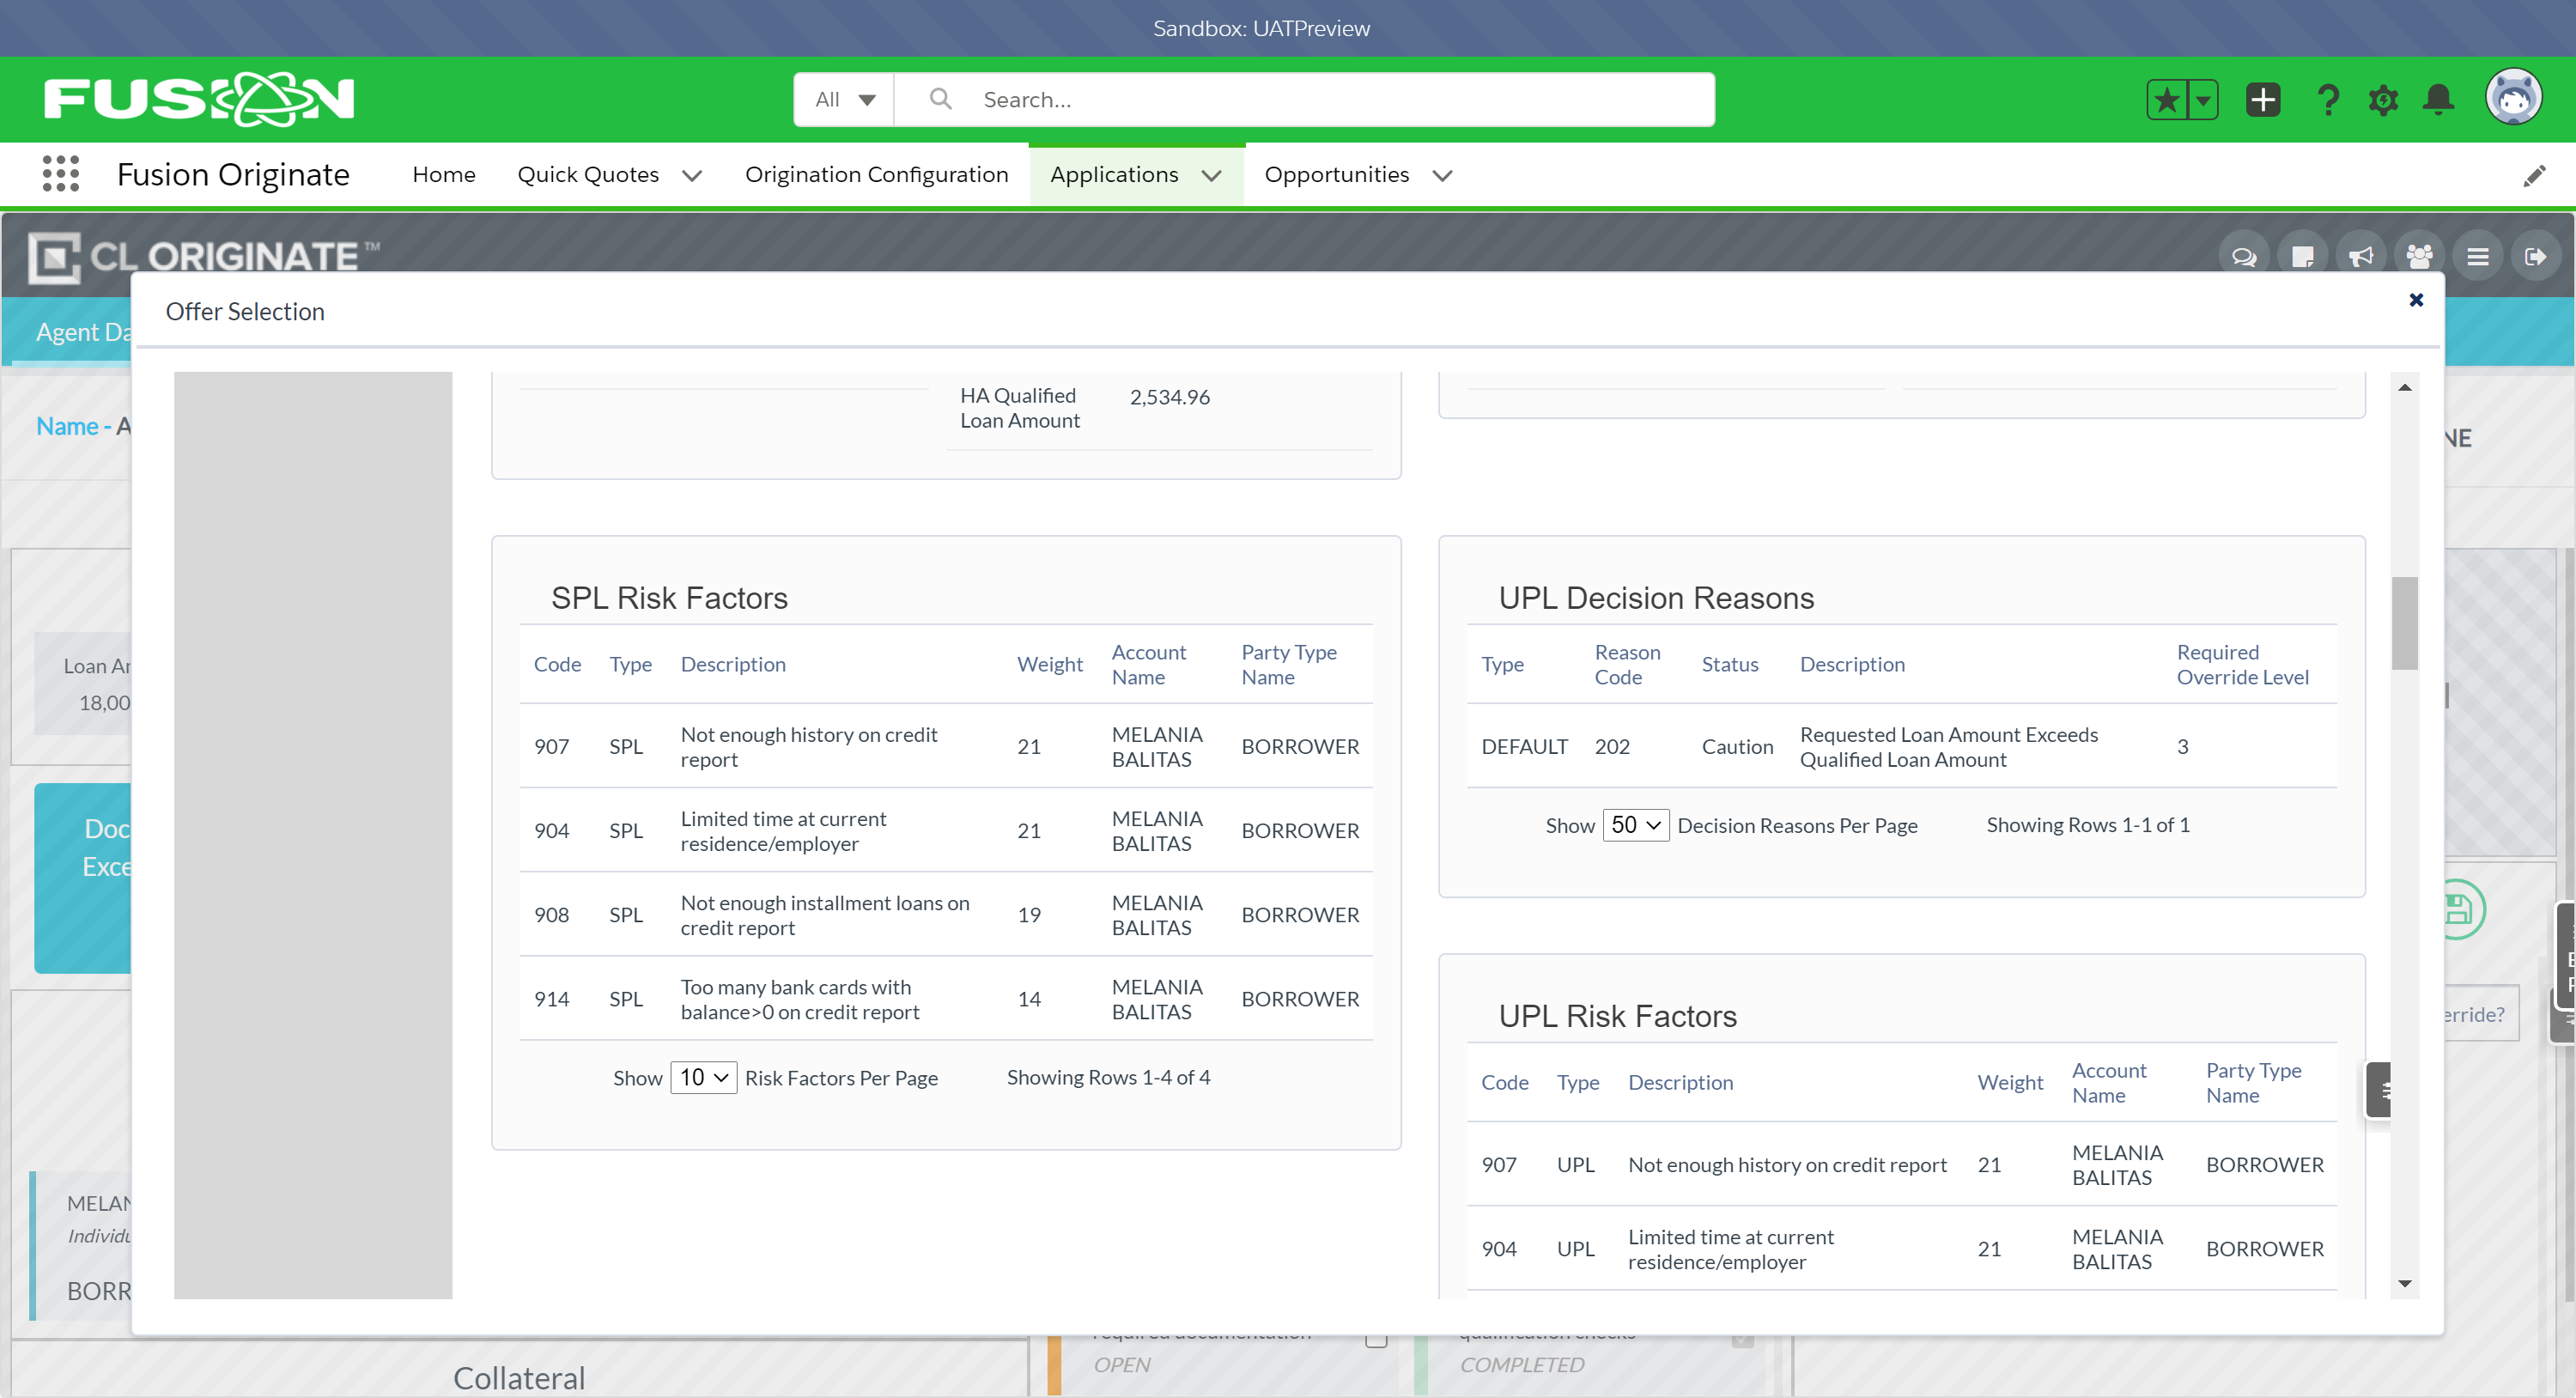 Sandbox: UATPreview
FUSION
All
Search...
Fusion Originate
Home
Quick Quotes
Origination Configuration
Applications
Opportunities
CL ORIGINATE™
Offer Selection
Agent Da
Name - A
NE
HA Qualified
Loan Amount
2,534.96
Loan Ar
18,00
Doc
Exce
MELAN
Individu
BORR
SPL Risk Factors
Code Type Description Weight Account Name Party Type Name
907 SPL Not enough history on credit report 21 MELANIA BALITAS BORROWER
904 SPL Limited time at current residence/employer 21 MELANIA BALITAS BORROWER
908 SPL Not enough installment loans on credit report 19 MELANIA BALITAS BORROWER
914 SPL Too many bank cards with balance>0 on credit report 14 MELANIA BALITAS BORROWER
Show 10 Risk Factors Per Page Showing Rows 1-4 of 4
UPL Decision Reasons
Type Reason Code Status Description Required Override Level
DEFAULT 202 Caution Requested Loan Amount Exceeds Qualified Loan Amount 3
Show 50 Decision Reasons Per Page Showing Rows 1-1 of 1
UPL Risk Factors
Code Type Description Weight Account Name Party Type Name
907 UPL Not enough history on credit report 21 MELANIA BALITAS BORROWER
904 UPL Limited time at current residence/employer 21 MELANIA BALITAS BORROWER
erride?
Collateral
OPEN
COMPLETED